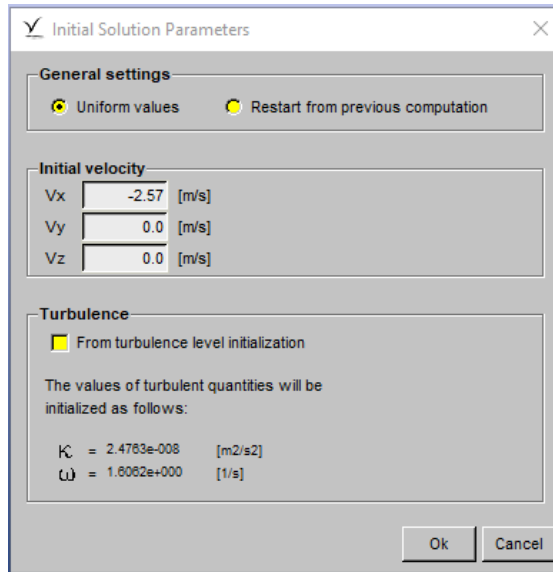 Initial Solution Parameters
General settings
Uniform values Restart from previous computation
Initial velocity
Vx -2.57 [m/s]
Vy 0.0 [m/s]
Vz 0.0 [m/s]
Turbulence
From turbulence level initialization
The values of turbulent quantities will be
initialized as follows:
K = 2.4763e-008 [m2/s2]
ω = 1.6062e+000 [1/s]
Ok Cancel